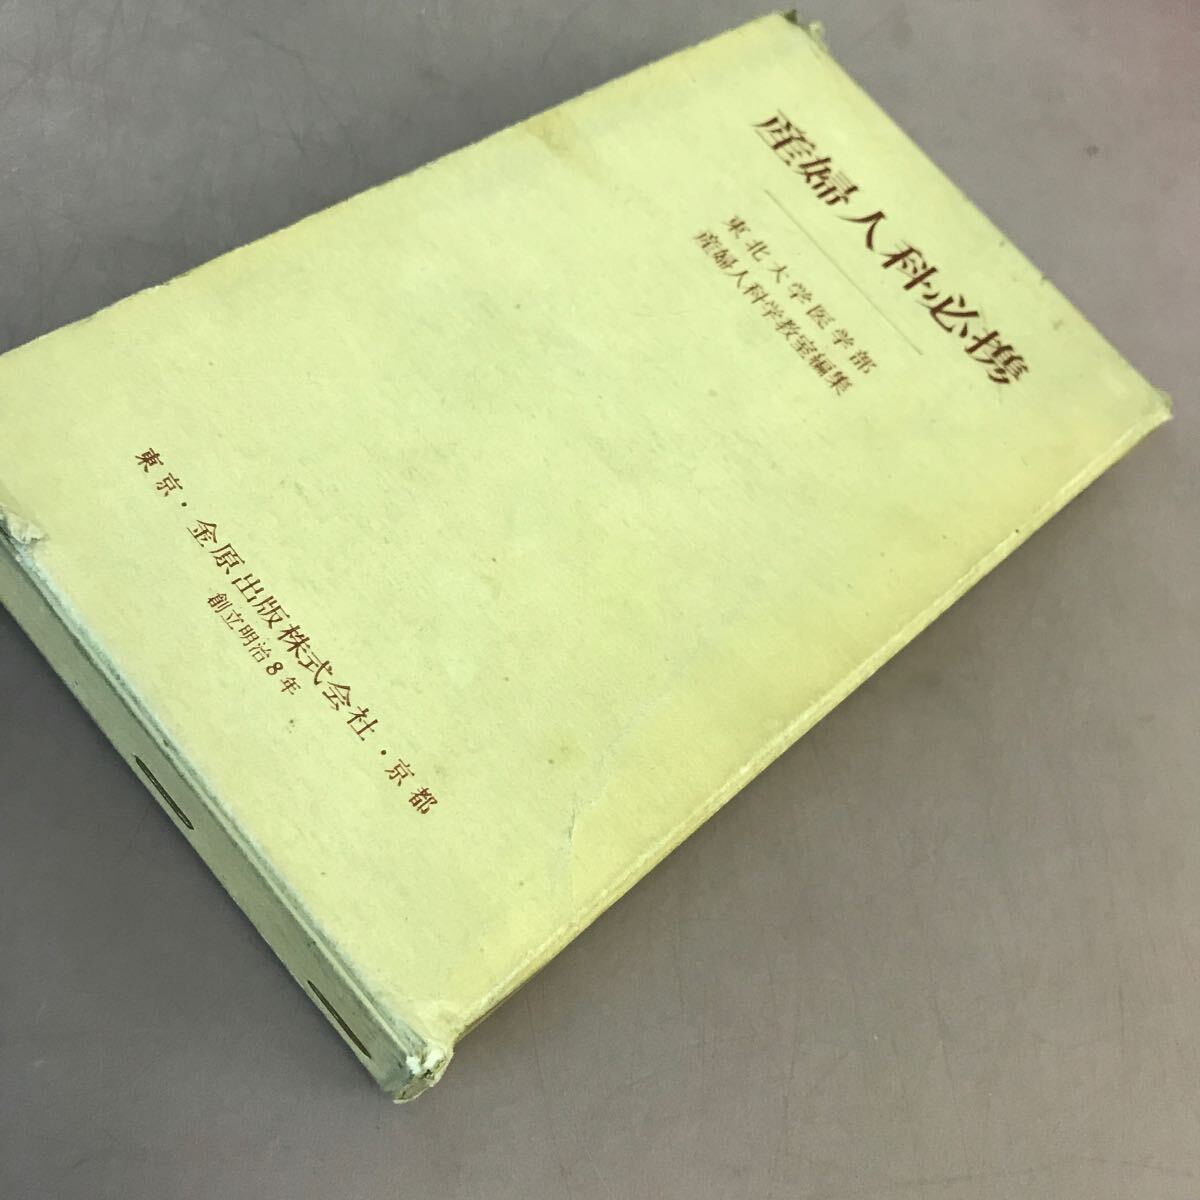 産婦人科必携
東北大学医学部
産婦人科学教室編集
東京・金原出版株式会社・京都
創立明治8年